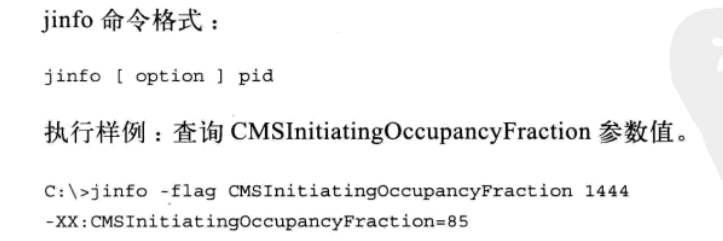 jinfo 命令格式：
jinfo [ option ] pid
执行样例：查询 CMSInitiatingOccupancyFraction 参数值。
C:\>jinfo -flag CMSInitiatingOccupancyFraction 1444
-XX:CMSInitiatingOccupancyFraction=85